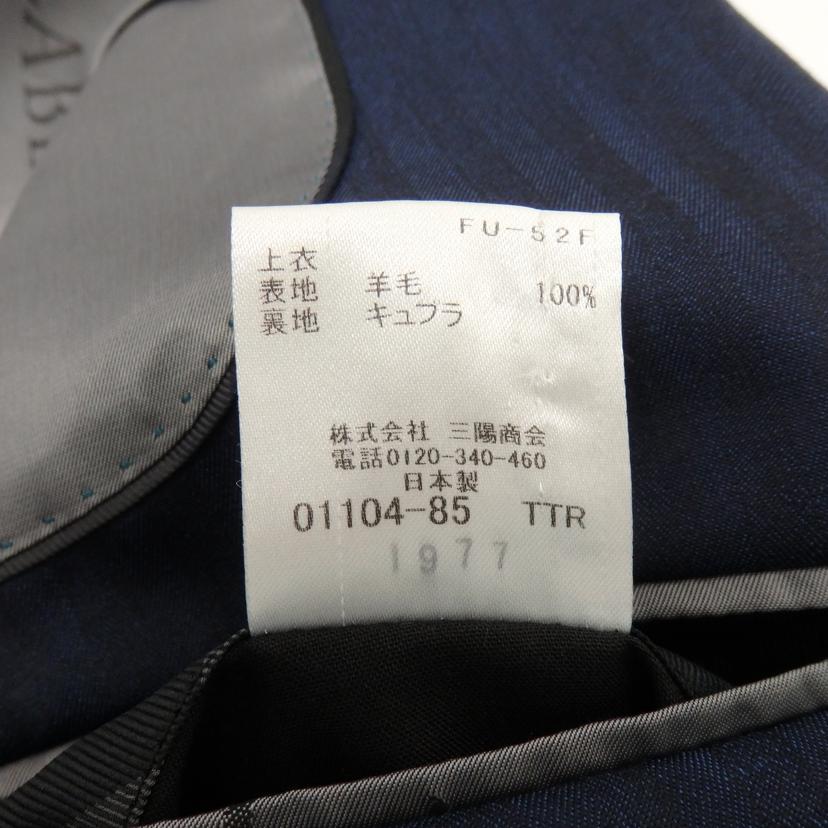 FU-52F
上衣
表地 羊毛 100%
裏地 キュプラ
株式会社 三陽商会
電話0120-340-460
日本製
01104-85 TTR
1977